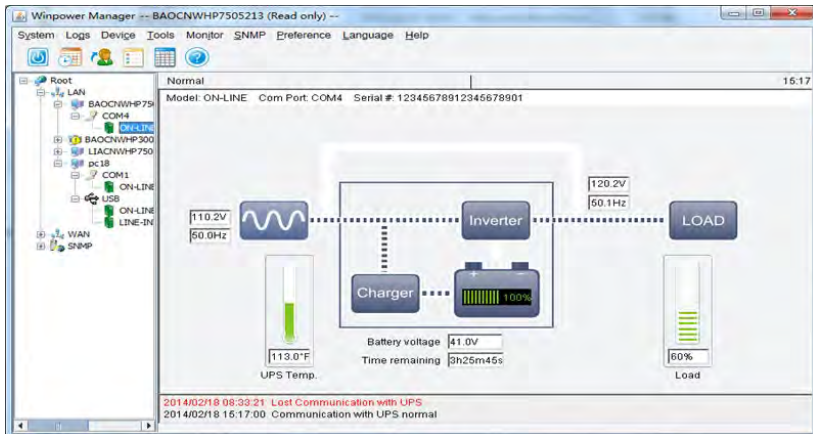 Winpower Manager -- BAOCNWHP7505213 (Read only) --
System Logs Device Tools Monitor SNMP Preference Language Help
Root
LAN
BAOCNWHP750
COM4
ON-LINE
BAOCNWHP300
LIACNWHP750
pc18
COM1
ON-LINE
USB
ON-LINE
LINE-IN
WAN
SNMP
Normal 15:17
Model: ON-LINE Com Port: COM4 Serial #: 12345678912345678901
110.2V
50.0Hz
Inverter
120.2V
50.1Hz
LOAD
Charger
+ −
100%
Battery voltage 41.0V
Time remaining 3h25m45s
113.0°F
UPS Temp.
60%
Load
2014/02/18 08:33:21 Lost Communication with UPS
2014/02/18 15:17:00 Communication with UPS normal